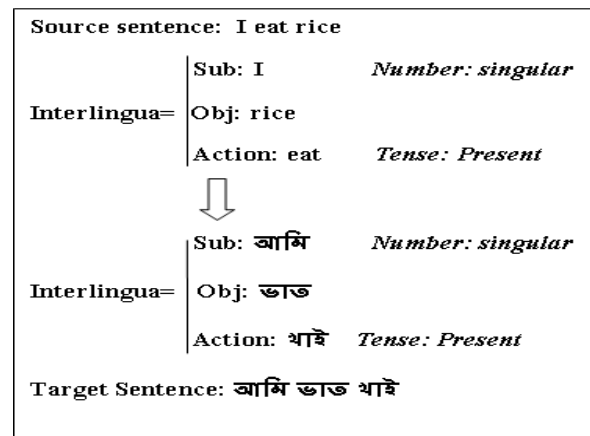 Source sentence: I eat rice
Sub: I Number: singular
Interlingua= Obj: rice
Action: eat Tense: Present
Sub: আমি Number: singular
Interlingua= Obj: ভাত
Action: খাই Tense: Present
Target Sentence: আমি ভাত খাই